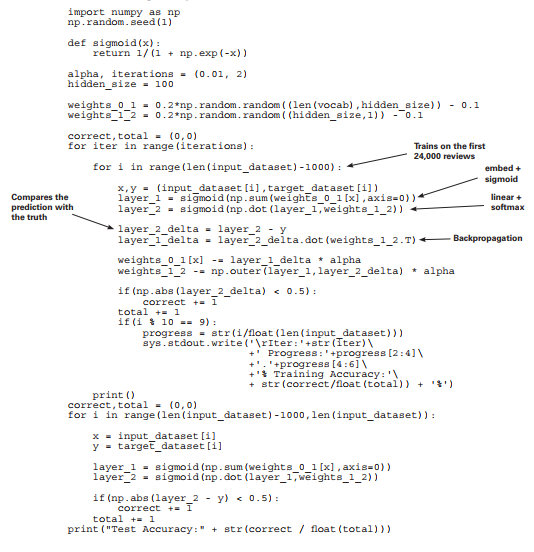 import numpy as np
np.random.seed(1)
def sigmoid(x):
    return 1/(1 + np.exp(-x))
alpha, iterations = (0.01, 2)
hidden_size = 100
weights_0_1 = 0.2*np.random.random((len(vocab),hidden_size)) - 0.1
weights_1_2 = 0.2*np.random.random((hidden_size,1)) - 0.1
correct,total = (0,0)
for iter in range(iterations):
Trains on the first
24,000 reviews
    for i in range(len(input_dataset)-1000):
embed +
sigmoid
        x,y = (input_dataset[i],target_dataset[i])
        layer_1 = sigmoid(np.sum(weights_0_1[x],axis=0))
        layer_2 = sigmoid(np.dot(layer_1,weights_1_2))
linear +
softmax
Compares the
prediction with
the truth
        layer_2_delta = layer_2 - y
        layer_1_delta = layer_2_delta.dot(weights_1_2.T)
Backpropagation
        weights_0_1[x] -= layer_1_delta * alpha
        weights_1_2 -= np.outer(layer_1,layer_2_delta) * alpha
        if(np.abs(layer_2_delta) < 0.5):
            correct += 1
        total += 1
        if(i % 10 == 9):
            progress = str(i/float(len(input_dataset)))
            sys.stdout.write('\rIter:'+str(iter)\
                             +' Progress:'+progress[2:4]\
                             +'.'+progress[4:6]\
                             +'% Training Accuracy:'\
                             + str(correct/float(total)) + '%')
    print()
correct,total = (0,0)
for i in range(len(input_dataset)-1000,len(input_dataset)):
    x = input_dataset[i]
    y = target_dataset[i]
    layer_1 = sigmoid(np.sum(weights_0_1[x],axis=0))
    layer_2 = sigmoid(np.dot(layer_1,weights_1_2))
    if(np.abs(layer_2 - y) < 0.5):
        correct += 1
    total += 1
print("Test Accuracy:" + str(correct / float(total)))